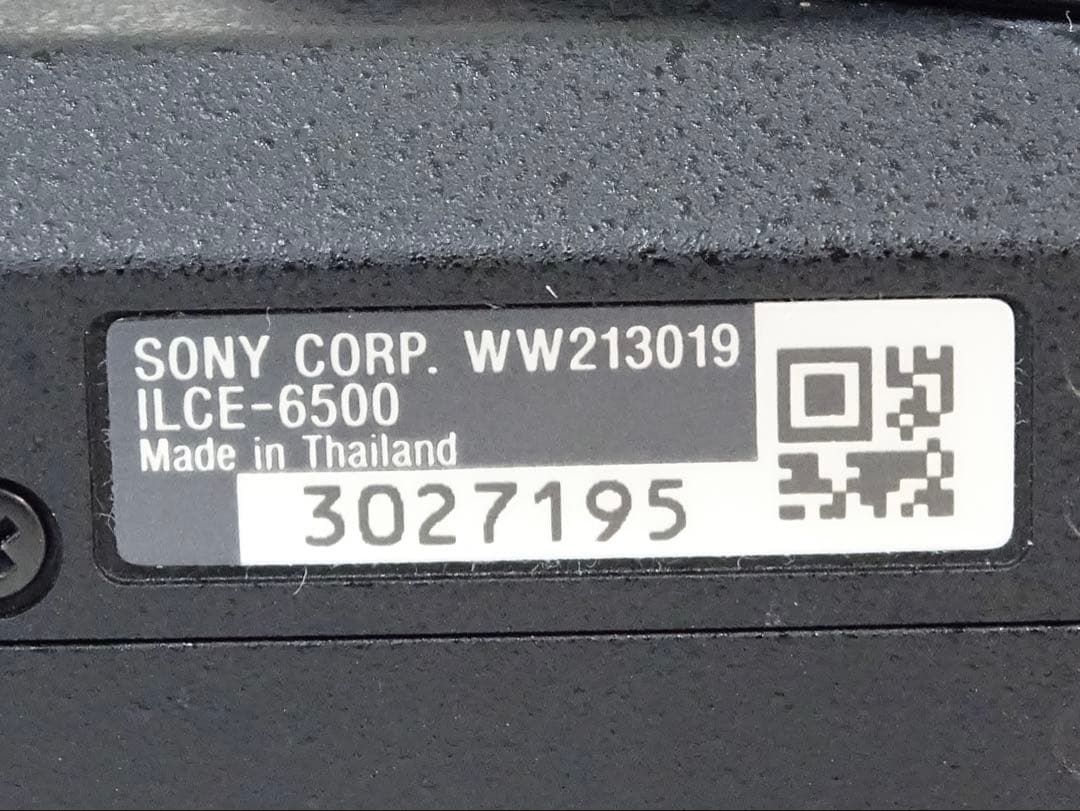 SONY CORP. WW213019
ILCE-6500
Made in Thailand
3027195